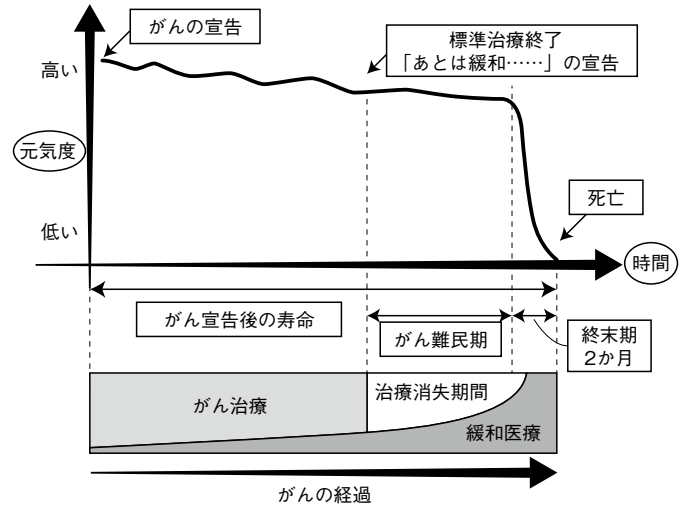 がんの宣告
標準治療終了
「あとは緩和……」の宣告
高い
元気度
低い
死亡
時間
がん宣告後の寿命
がん難民期
終末期
2か月
がん治療
治療消失期間
緩和医療
がんの経過